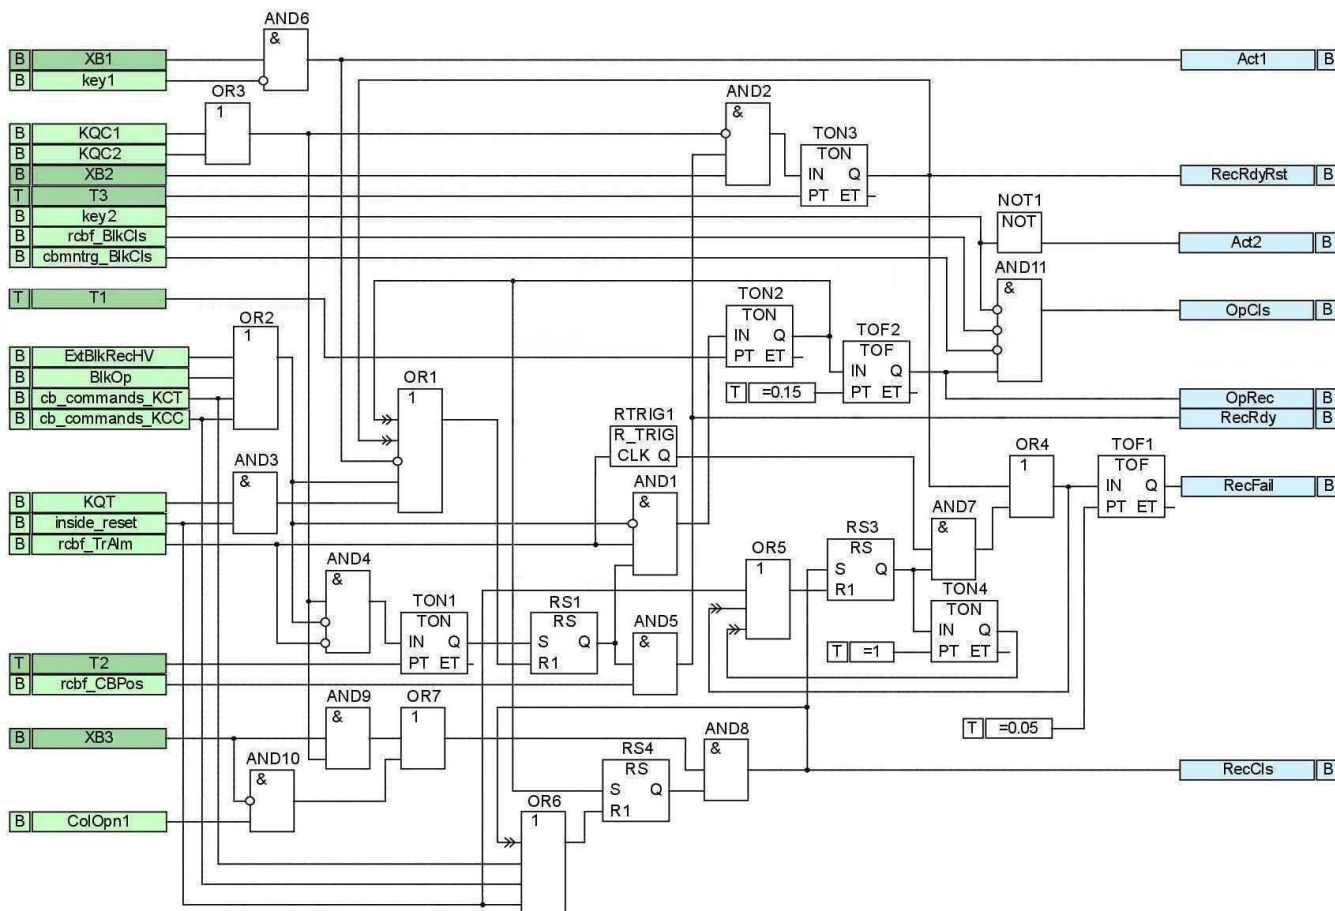 AND6
&
B XB1
Act1 B
B key1
OR3
1
AND2
&
B KQC1
TON3
TON
B KQC2
B XB2
IN Q
RecRdyRst B
T T3
PT ET
NOT1
NOT
B key2
B rcbf_BlkCls
Act2 B
B cbmntrg_BlkCls
AND11
&
T T1
TON2
TON
OpCls B
OR2
1
IN Q
TOF2
TOF
B ExtBlkRecHV
PT ET
B BlkOp
OR1
1
IN Q
T =0.15
PT ET
B cb_commands_KCT
OpRec B
B cb_commands_KCC
RTRIG1
R_TRIG
RecRdy B
CLK Q
OR4
1
TOF1
TOF
AND3
&
AND1
&
IN Q
RecFail B
B KQT
AND7
&
PT ET
B inside_reset
RS3
RS
B rcbf_TrAlm
OR5
1
AND4
&
S Q
R1
TON4
TON
TON1
TON
RS1
RS
AND5
&
IN Q
IN Q
S Q
T =1
PT ET
T T2
PT ET
R1
B rcbf_CBPos
AND9
&
OR7
1
T =0.05
B XB3
AND8
&
AND10
&
RS4
RS
RecCls B
S Q
OR6
1
R1
B ColOpn1